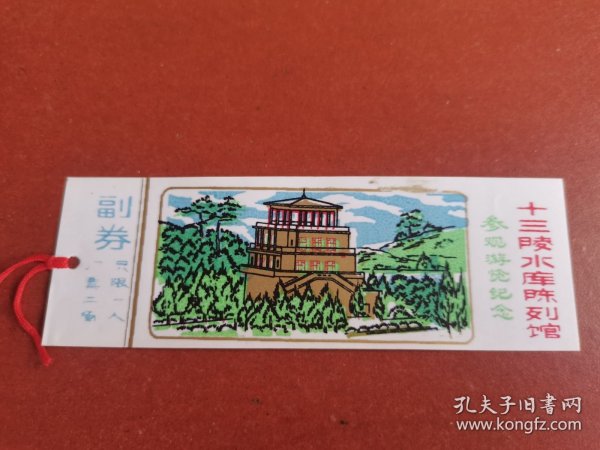 十三陵水库陈列馆
参观游览纪念
副券
只限一人
孔夫子旧书网
www.kongfz.com